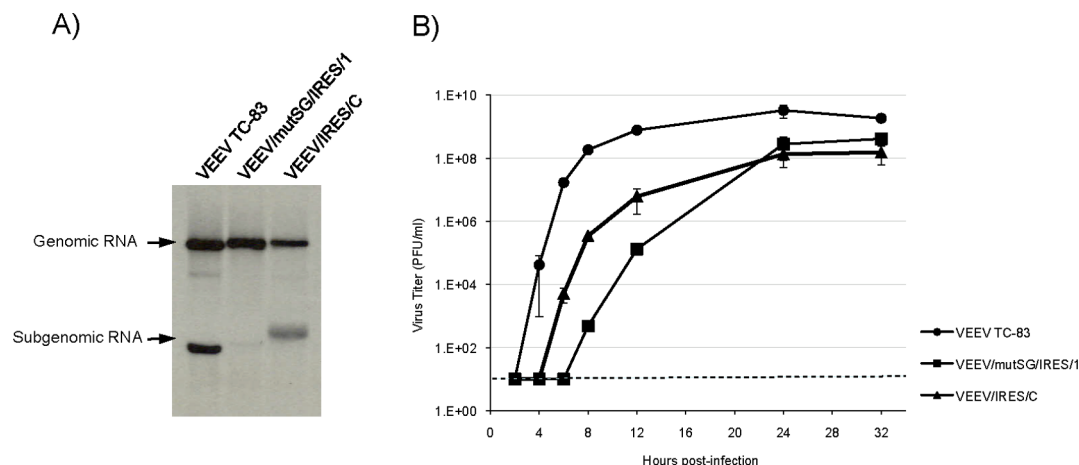 A)
VEEV TC-83
VEEV/mutSG/IRES/1
VEEV/IRES/C
Genomic RNA
Subgenomic RNA
B)
Virus Titer (PFU/ml)
1.E+10
1.E+08
1.E+06
1.E+04
1.E+02
1.E+00
0 4 8 12 16 20 24 28 32
Hours post-infection
VEEV TC-83
VEEV/mutSG/IRES/1
VEEV/IRES/C